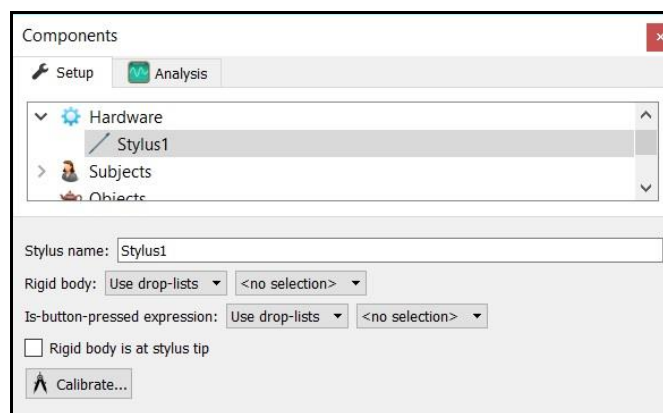 Components
Setup Analysis
Hardware
Stylus1
Subjects
Objects
Stylus name: Stylus1
Rigid body: Use drop-lists <no selection>
Is-button-pressed expression: Use drop-lists <no selection>
Rigid body is at stylus tip
Calibrate...